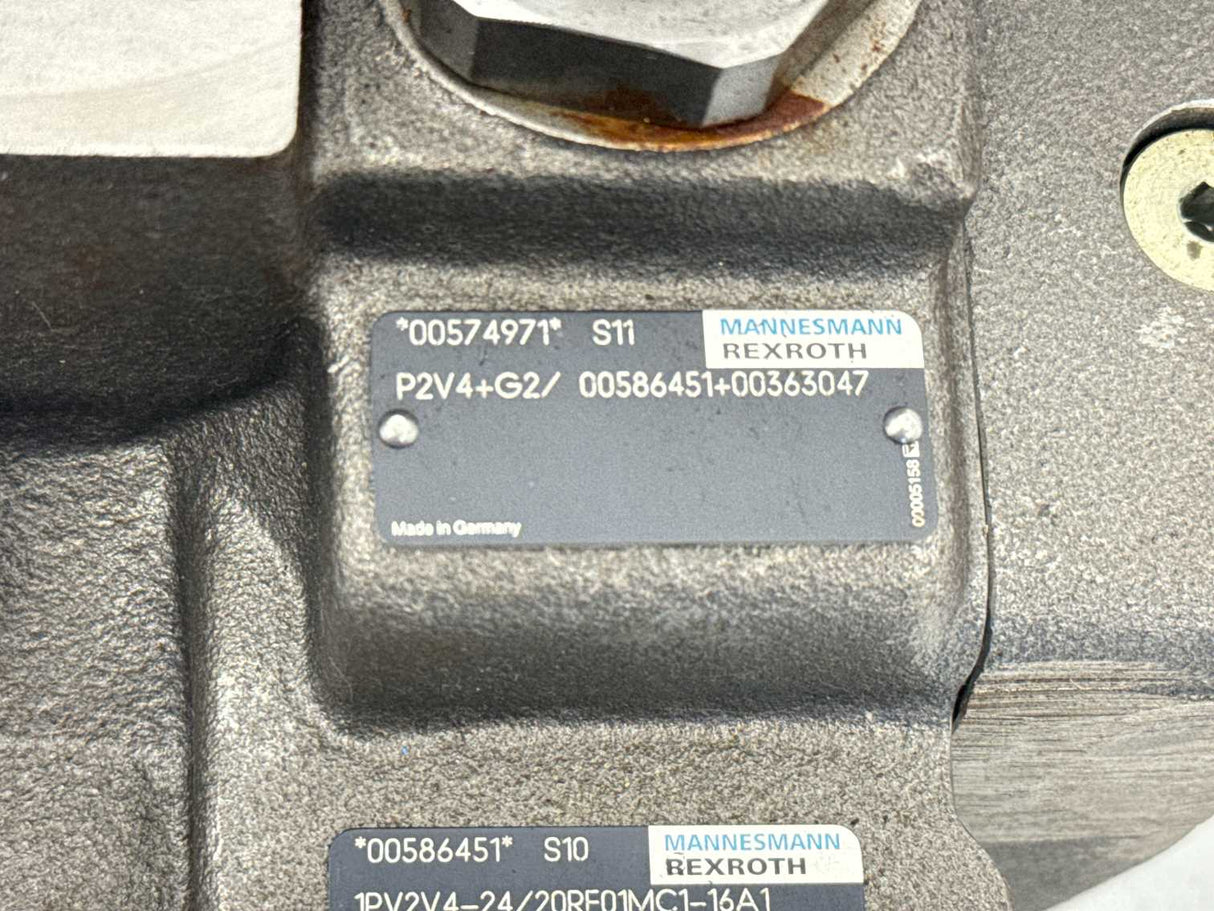 *00574971* S11
MANNESMANN
REXROTH
P2V4+G2/ 00586451+00363047
00005158
Made in Germany
*00586451* S10
MANNESMANN
REXROTH
1PV2V4-24/20RE01MC1-16A1